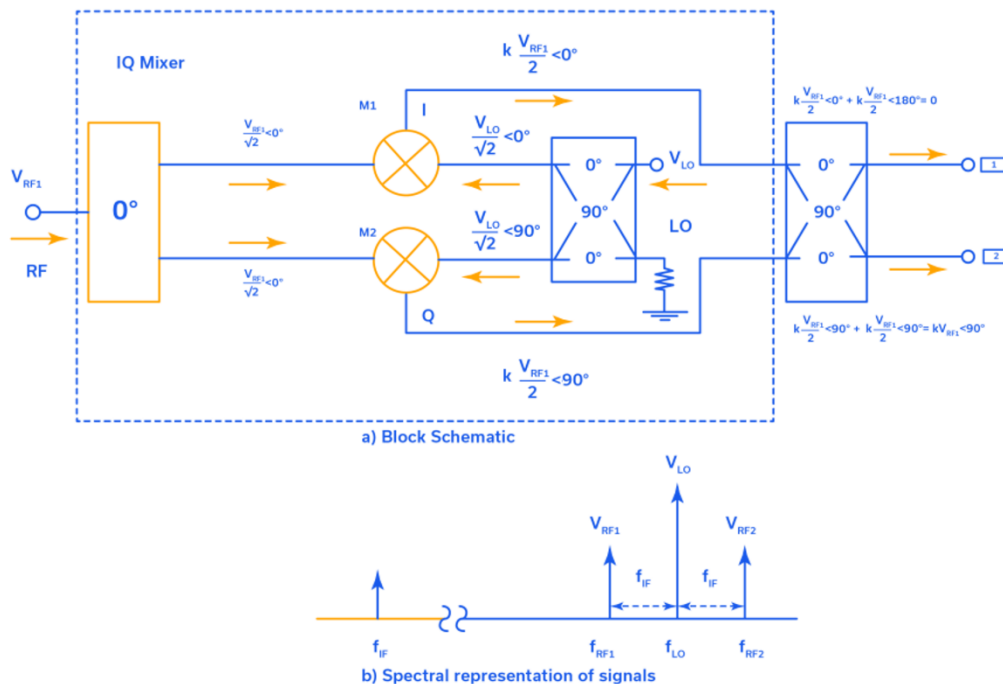 IQ Mixer
k V_RF1/2 <0°
k V_RF1/2 <0° + k V_RF1/2 <180° = 0
M1
I
V_RF1/√2 <0°
V_LO/√2 <0°
V_RF1
0°
0°
V_LO
0°
1
90°
90°
M2
V_LO/√2 <90°
LO
RF
0°
0°
2
V_RF1/√2 <0°
Q
k V_RF1/2 <90° + k V_RF1/2 <90° = kV_RF1 <90°
k V_RF1/2 <90°
a) Block Schematic
V_LO
V_RF1
V_RF2
f_IF
f_IF
f_IF
f_RF1
f_LO
f_RF2
b) Spectral representation of signals